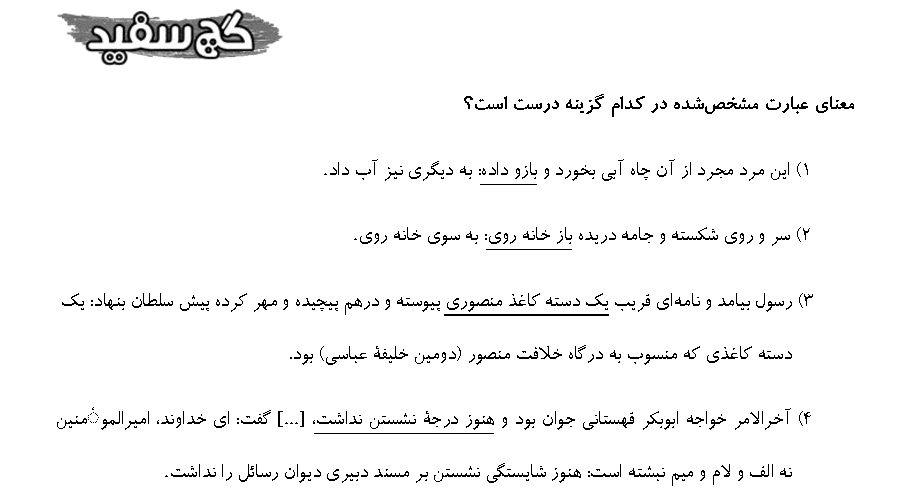 گچ سفید
معنای عبارت مشخص‌شده در کدام گزینه درست است؟
۱) این مرد مجرد از آن چاه آبی بخورد و بازو داده: به دیگری نیز آب داد.
۲) سر و روی شکسته و جامه دریده باز خانه روی: به سوی خانه روی.
۳) رسول بیامد و نامه‌ای قریب یک دسته کاغذ منصوری پیوسته و درهم پیچیده و مهر کرده پیش سلطان بنهاد: یک
دسته کاغذی که منسوب به درگاه خلافت منصور (دومین خلیفهٔ عباسی) بود.
۴) آخرالامر خواجه ابوبکر قهستانی جوان بود و هنوز درجهٔ نشستن نداشت، [...] گفت: ای خداوند، امیرالموٴمنین
نه الف و لام و میم نبشته است: هنوز شایستگی نشستن بر مسند دبیری دیوان رسائل را نداشت.